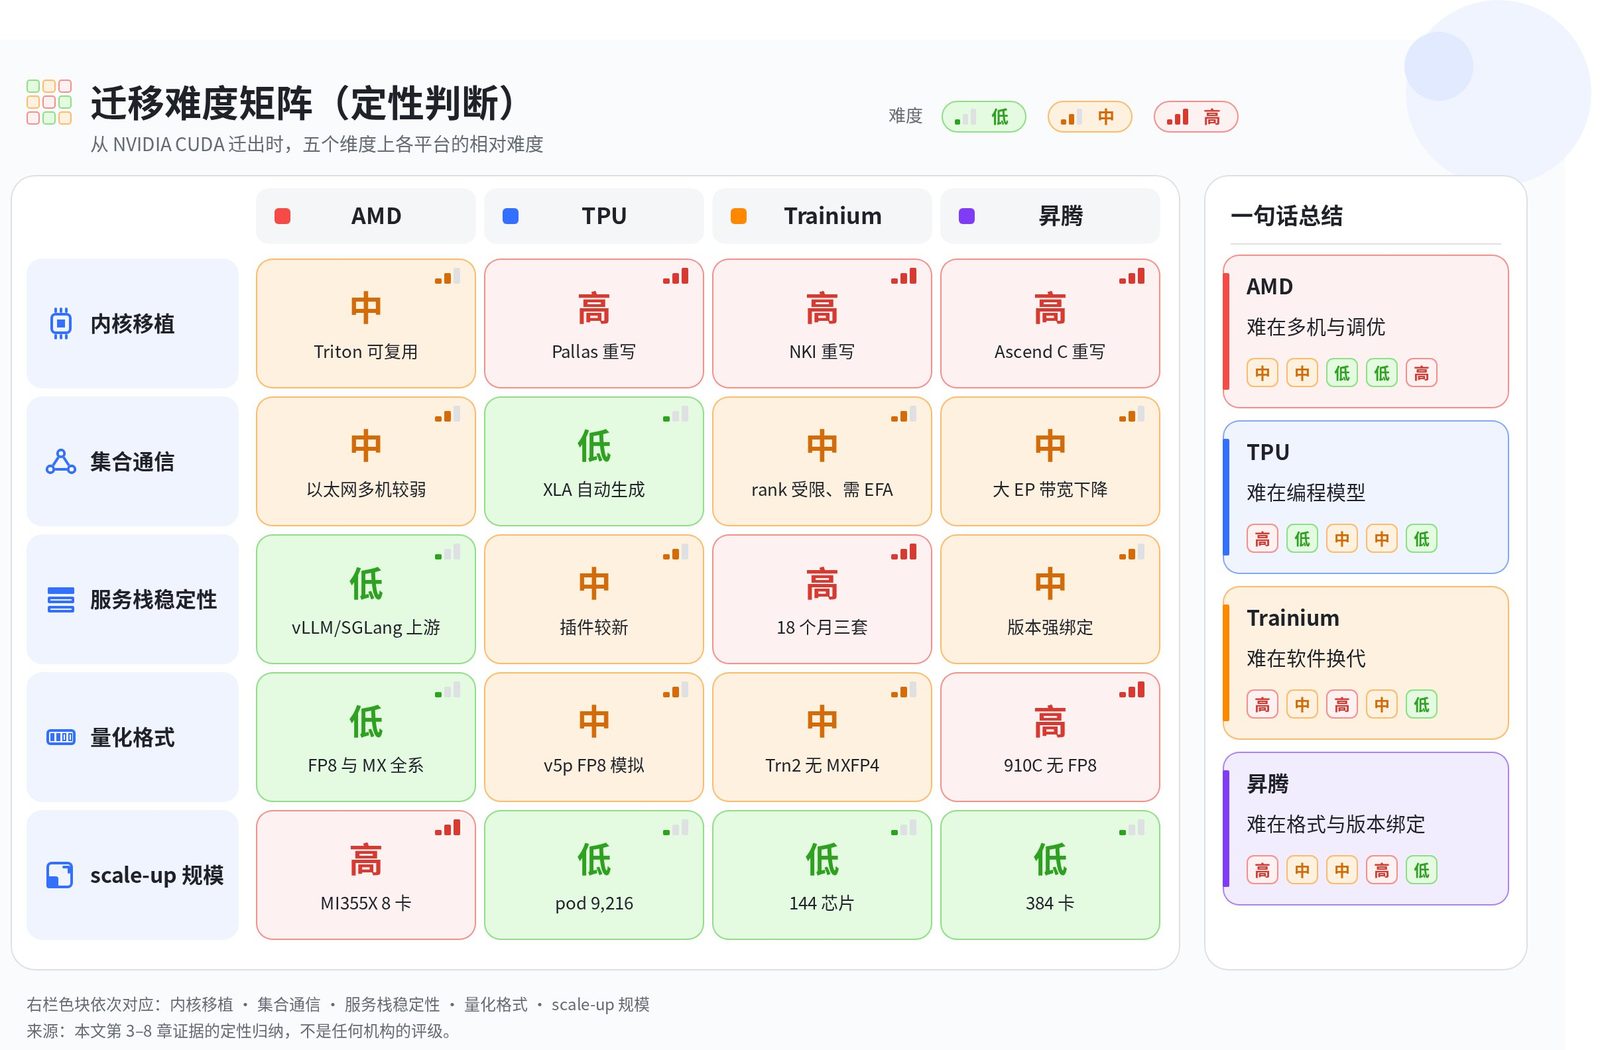 迁移难度矩阵（定性判断）
从 NVIDIA CUDA 迁出时，五个维度上各平台的相对难度
难度 低 中 高
AMD TPU Trainium 昇腾
内核移植
中 高 高 高
Triton 可复用 Pallas 重写 NKI 重写 Ascend C 重写
集合通信
中 低 中 中
以太网多机较弱 XLA 自动生成 rank 受限、需 EFA 大 EP 带宽下降
服务栈稳定性
低 中 高 中
vLLM/SGLang 上游 插件较新 18 个月三套 版本强绑定
量化格式
低 中 中 高
FP8 与 MX 全系 v5p FP8 模拟 Trn2 无 MXFP4 910C 无 FP8
scale-up 规模
高 低 低 低
MI355X 8 卡 pod 9,216 144 芯片 384 卡
一句话总结
AMD
难在多机与调优
中 中 低 低 高
TPU
难在编程模型
高 低 中 中 低
Trainium
难在软件换代
高 中 高 中 低
昇腾
难在格式与版本绑定
高 中 中 高 低
右栏色块依次对应：内核移植 · 集合通信 · 服务栈稳定性 · 量化格式 · scale-up 规模
来源：本文第 3–8 章证据的定性归纳，不是任何机构的评级。